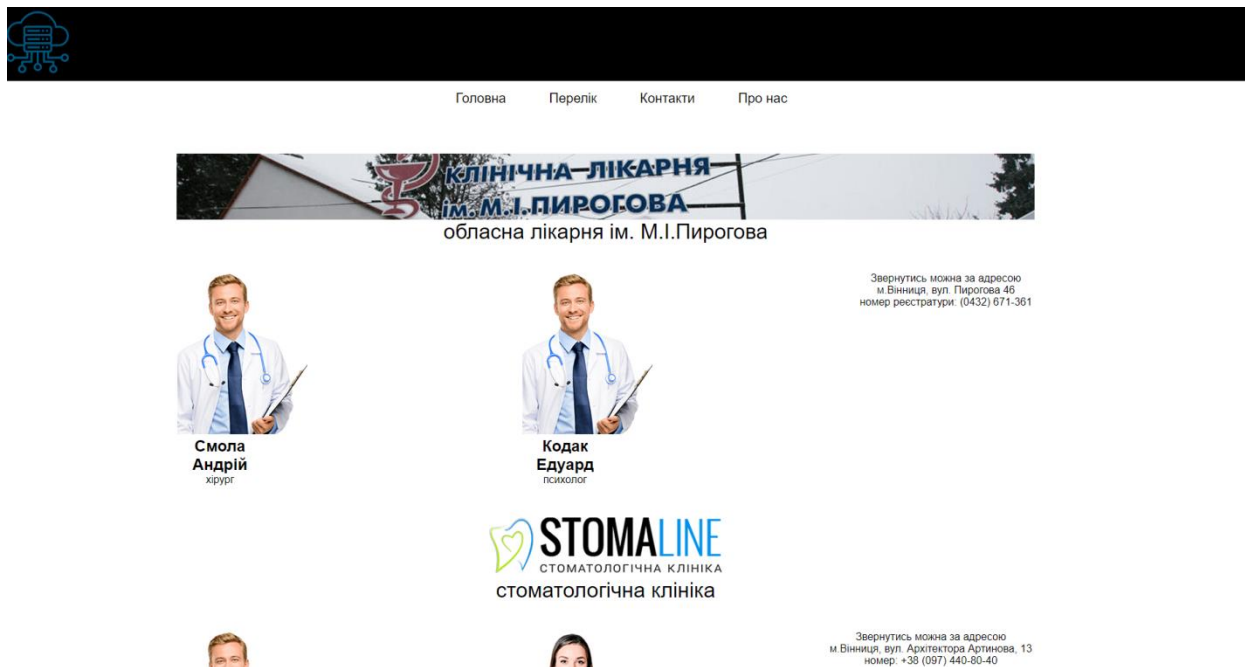 Головна Перелік Контакти Про нас
КЛІНІЧНА ЛІКАРНЯ
ім. М.І.ПИРОГОВА
обласна лікарня ім. М.І.Пирогова
Звернутись можна за адресою
м.Вінниця, вул. Пирогова 46
номер реєстратури: (0432) 671-361
Смола
Андрій
хірург
Кодак
Едуард
психолог
STOMALINE
СТОМАТОЛОГІЧНА КЛІНІКА
стоматологічна клініка
Звернутись можна за адресою
м.Вінниця, вул. Архітектора Артинова, 13
номер: +38 (097) 440-80-40